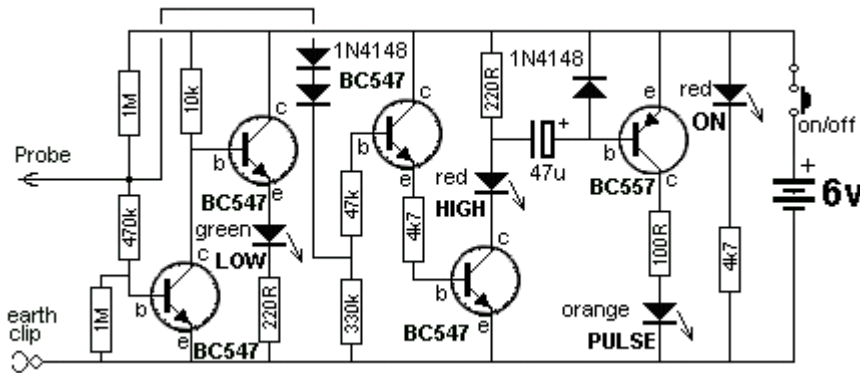 1N4148
BC547
1N4148
1M
10k
c
b
e
BC547
Probe
470k
green
LOW
c
b
e
BC547
1M
220R
earth
clip
c
b
e
47k
4k7
330k
220R
+
47u
red
HIGH
c
b
e
BC547
e
b
c
BC557
100R
orange
PULSE
red
ON
4k7
on/off
+
6v